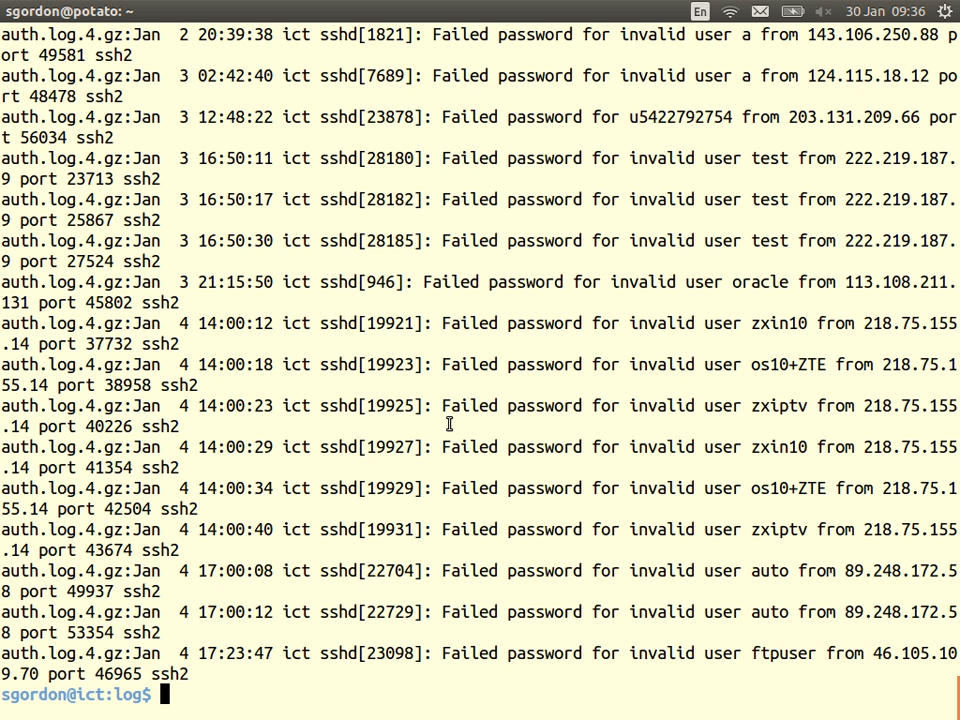 sgordon@potato: ~ En 30 Jan 09:36
auth.log.4.gz:Jan  2 20:39:38 ict sshd[1821]: Failed password for invalid user a from 143.106.250.88 p
ort 49581 ssh2
auth.log.4.gz:Jan  3 02:42:40 ict sshd[7689]: Failed password for invalid user a from 124.115.18.12 po
rt 48478 ssh2
auth.log.4.gz:Jan  3 12:48:22 ict sshd[23878]: Failed password for u5422792754 from 203.131.209.66 por
t 56034 ssh2
auth.log.4.gz:Jan  3 16:50:11 ict sshd[28180]: Failed password for invalid user test from 222.219.187.
9 port 23713 ssh2
auth.log.4.gz:Jan  3 16:50:17 ict sshd[28182]: Failed password for invalid user test from 222.219.187.
9 port 25867 ssh2
auth.log.4.gz:Jan  3 16:50:30 ict sshd[28185]: Failed password for invalid user test from 222.219.187.
9 port 27524 ssh2
auth.log.4.gz:Jan  3 21:15:50 ict sshd[946]: Failed password for invalid user oracle from 113.108.211.
131 port 45802 ssh2
auth.log.4.gz:Jan  4 14:00:12 ict sshd[19921]: Failed password for invalid user zxin10 from 218.75.155
.14 port 37732 ssh2
auth.log.4.gz:Jan  4 14:00:18 ict sshd[19923]: Failed password for invalid user os10+ZTE from 218.75.1
55.14 port 38958 ssh2
auth.log.4.gz:Jan  4 14:00:23 ict sshd[19925]: Failed password for invalid user zxiptv from 218.75.155
.14 port 40226 ssh2
auth.log.4.gz:Jan  4 14:00:29 ict sshd[19927]: Failed password for invalid user zxin10 from 218.75.155
.14 port 41354 ssh2
auth.log.4.gz:Jan  4 14:00:34 ict sshd[19929]: Failed password for invalid user os10+ZTE from 218.75.1
55.14 port 42504 ssh2
auth.log.4.gz:Jan  4 14:00:40 ict sshd[19931]: Failed password for invalid user zxiptv from 218.75.155
.14 port 43674 ssh2
auth.log.4.gz:Jan  4 17:00:08 ict sshd[22704]: Failed password for invalid user auto from 89.248.172.5
8 port 49937 ssh2
auth.log.4.gz:Jan  4 17:00:12 ict sshd[22729]: Failed password for invalid user auto from 89.248.172.5
8 port 53354 ssh2
auth.log.4.gz:Jan  4 17:23:47 ict sshd[23098]: Failed password for invalid user ftpuser from 46.105.10
9.70 port 46965 ssh2
sgordon@ict:log$